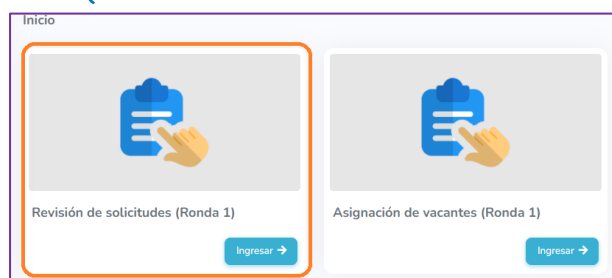 Inicio
Revisión de solicitudes (Ronda 1)
Ingresar →
Asignación de vacantes (Ronda 1)
Ingresar →